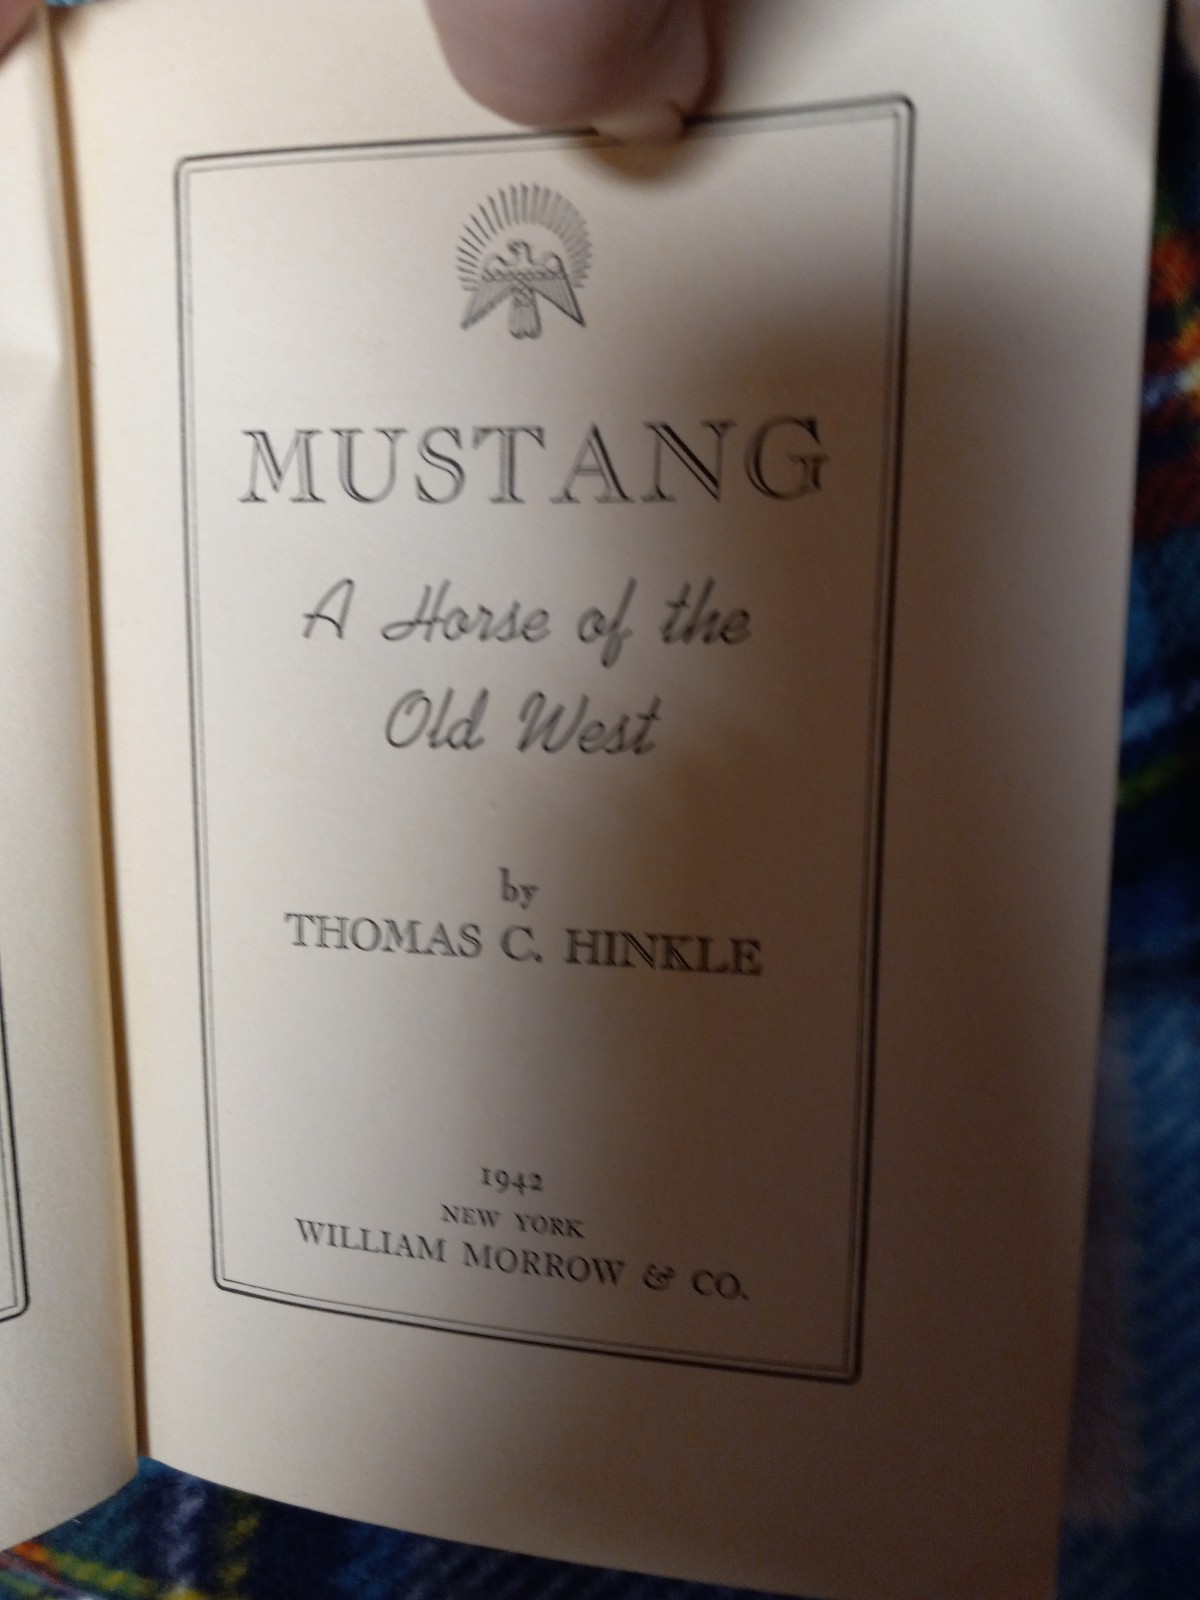 MUSTANG
A Horse of the
Old West
by
THOMAS C. HINKLE
1942
NEW YORK
WILLIAM MORROW & CO.